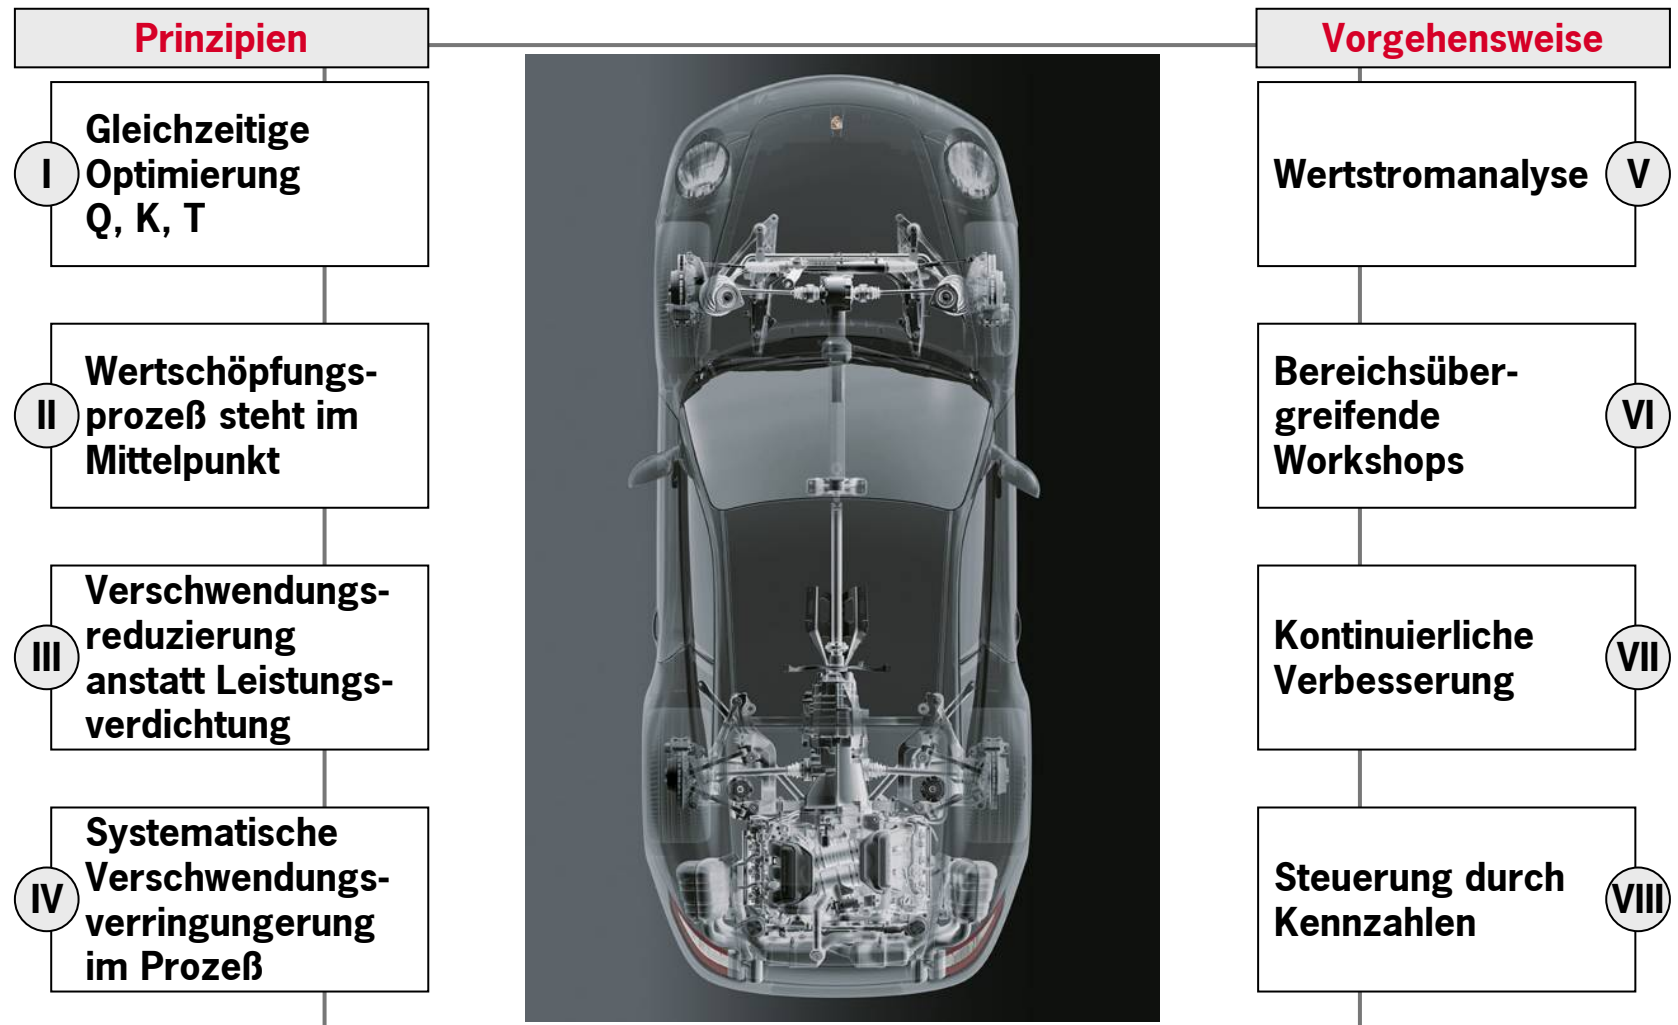 Prinzipien
I
Gleichzeitige
Optimierung
Q, K, T
II
Wertschöpfungs-
prozeß steht im
Mittelpunkt
III
Verschwendungs-
reduzierung
anstatt Leistungs-
verdichtung
IV
Systematische
Verschwendungs-
verringungerung
im Prozeß
Vorgehensweise
Wertstromanalyse
V
Bereichsüber-
greifende
Workshops
VI
Kontinuierliche
Verbesserung
VII
Steuerung durch
Kennzahlen
VIII